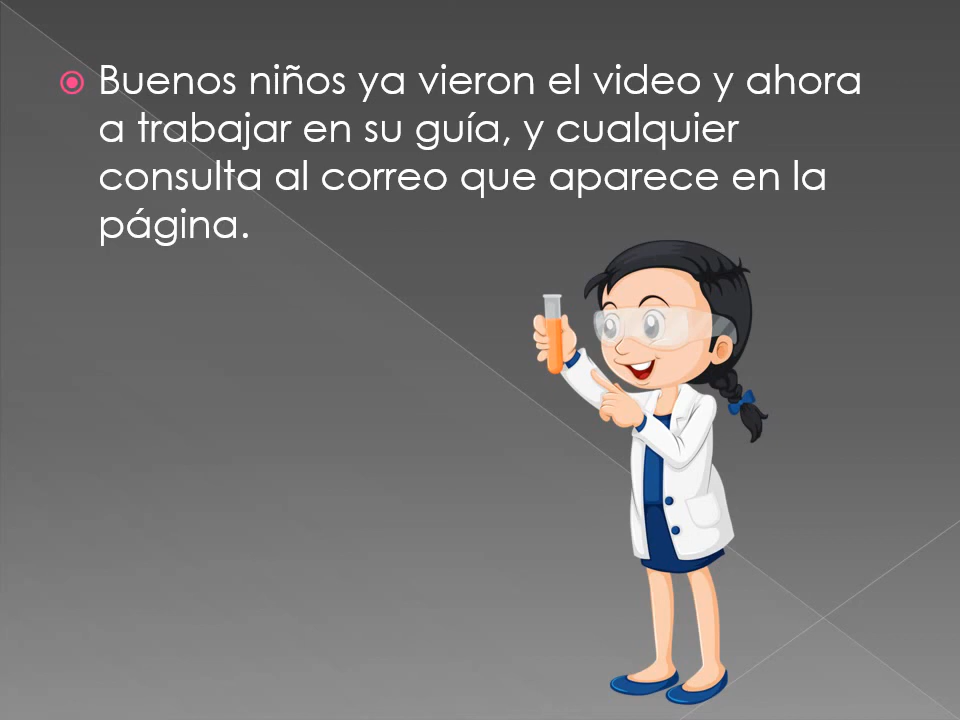 Buenos niños ya vieron el video y ahora
a trabajar en su guía, y cualquier
consulta al correo que aparece en la
página.